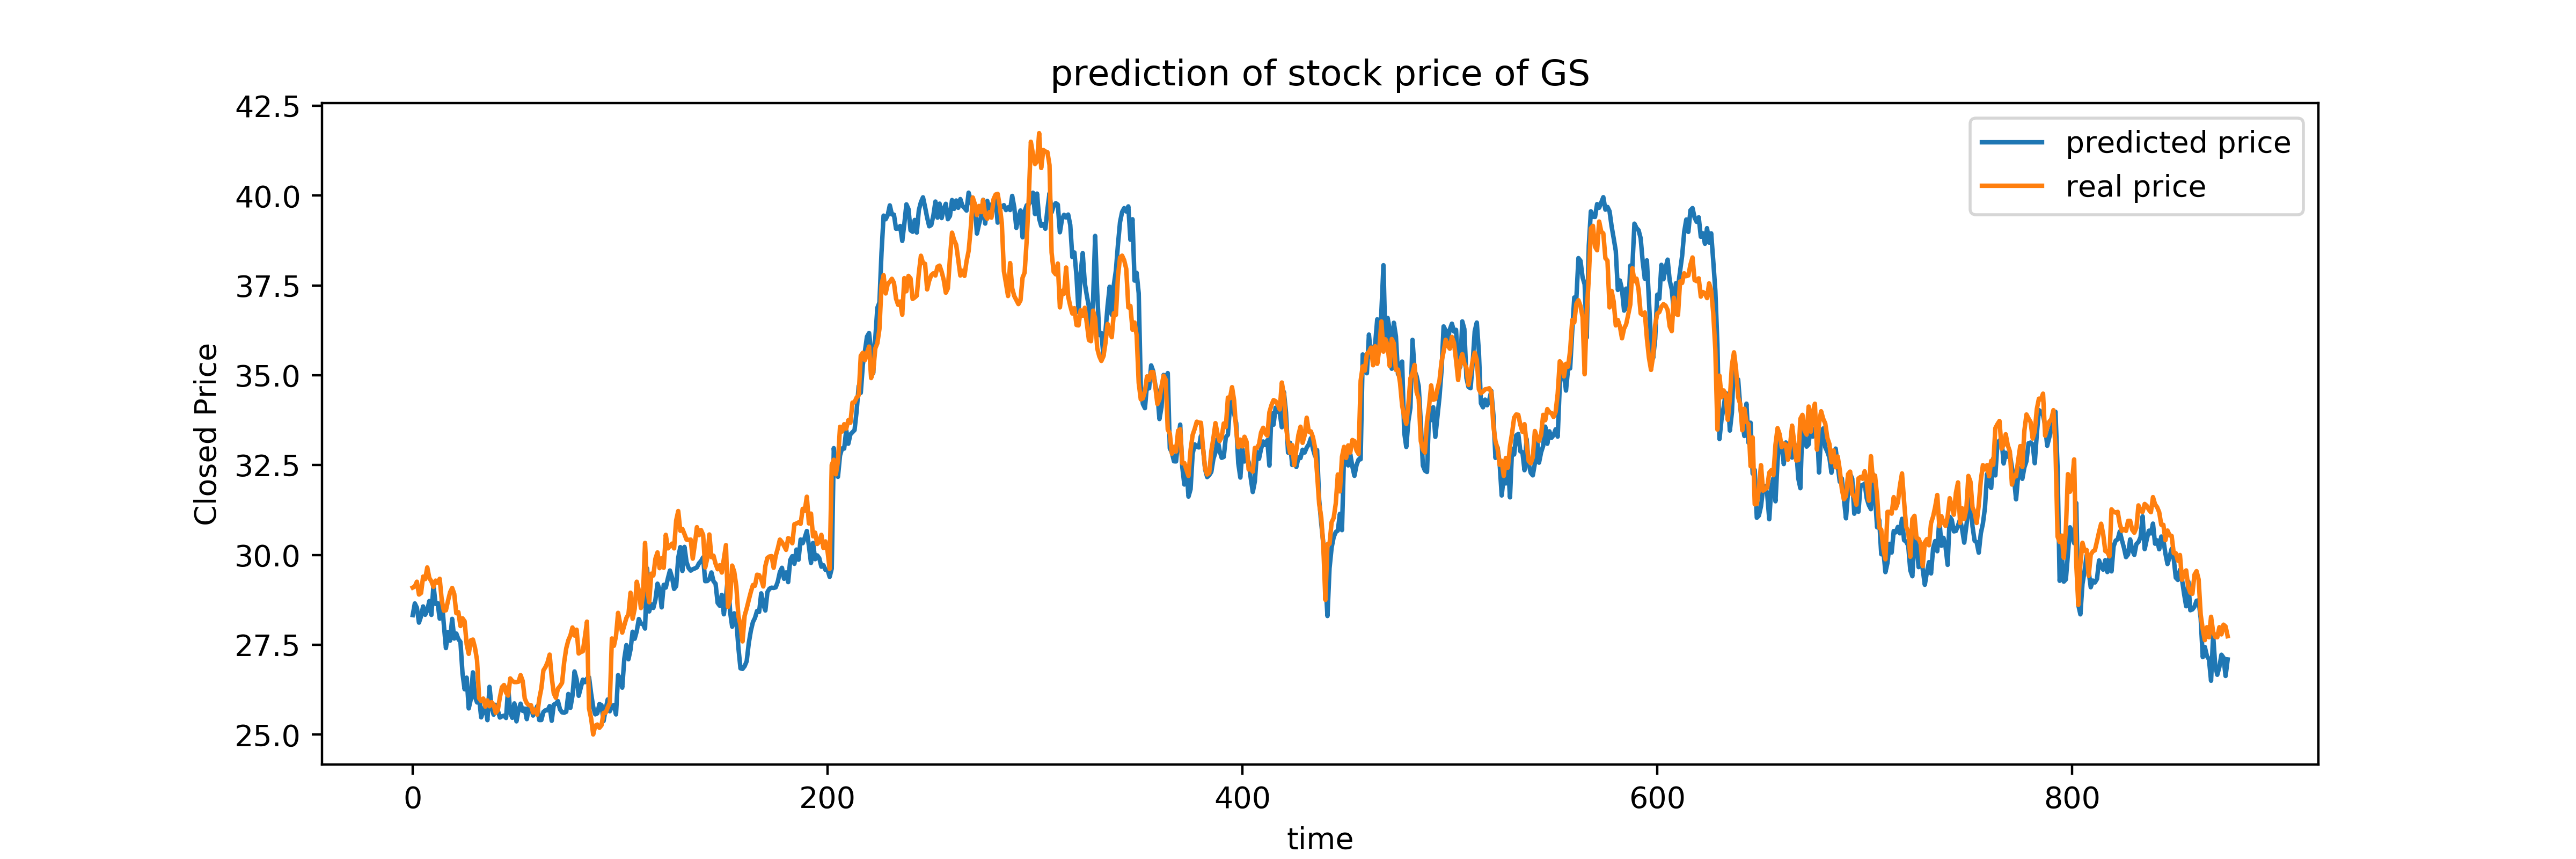 prediction of stock price of GS
42.5
40.0
37.5
35.0
32.5
30.0
27.5
25.0
Closed Price
predicted price
real price
0 200 400 600 800
time